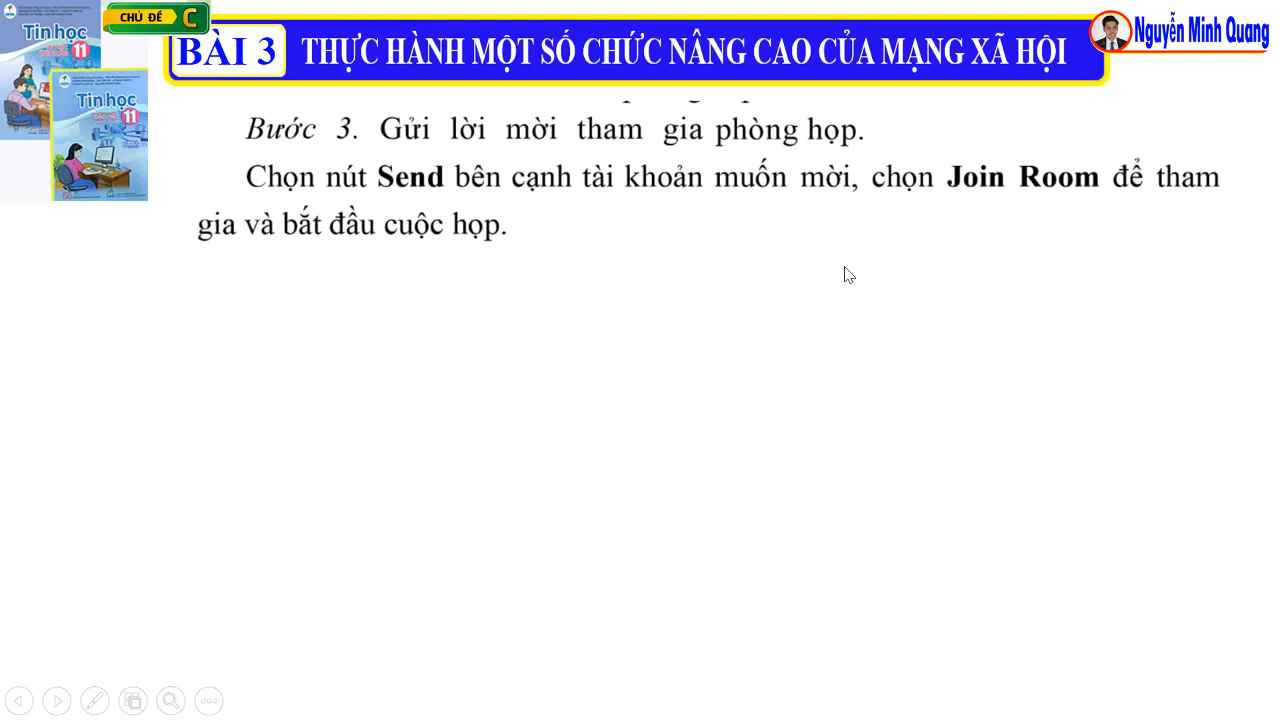 CHỦ ĐỀ C
Tin học
11
Tin học
11
BÀI 3
THỰC HÀNH MỘT SỐ CHỨC NÂNG CAO CỦA MẠNG XÃ HỘI
Nguyễn Minh Quang
Bước 3. Gửi lời mời tham gia phòng họp.
Chọn nút Send bên cạnh tài khoản muốn mời, chọn Join Room để tham
gia và bắt đầu cuộc họp.